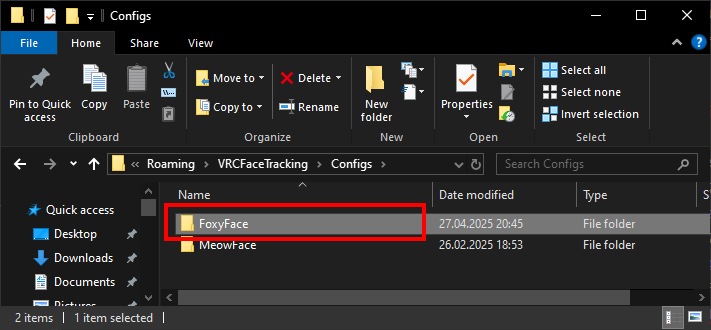 Configs
File Home Share View
Pin to Quick access
Copy
Paste
Clipboard
Move to
Copy to
Delete
Rename
Organize
New folder
New
Properties
Open
Select all
Select none
Invert selection
Select
« Roaming > VRCFaceTracking > Configs >
Search Configs
Quick access
Desktop
Downloads
Documents
Pictures
Name Date modified Type S
FoxyFace 27.04.2025 20:45 File folder
MeowFace 26.02.2025 18:53 File folder
2 items 1 item selected